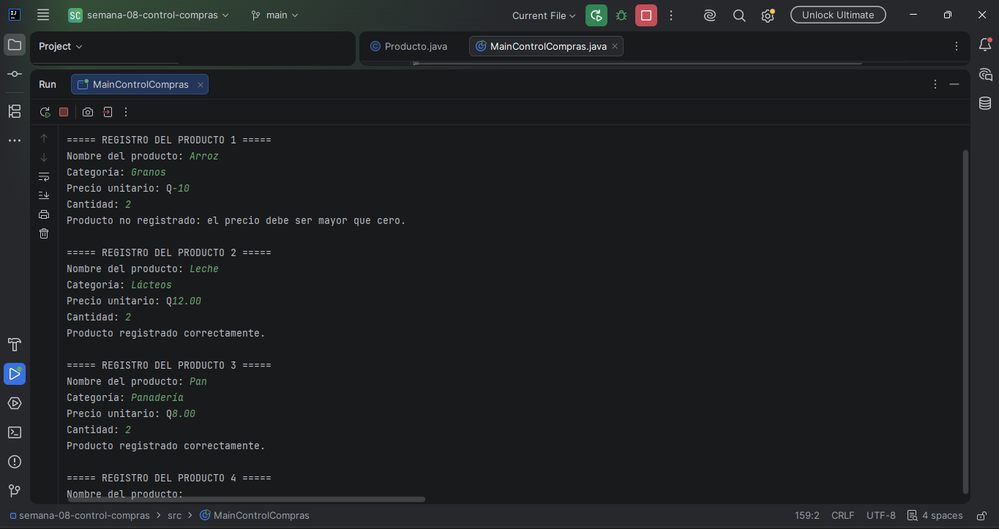 SC semana-08-control-compras main Current File Unlock Ultimate
Project Producto.java MainControlCompras.java
Run MainControlCompras
===== REGISTRO DEL PRODUCTO 1 =====
Nombre del producto: Arroz
Categoría: Granos
Precio unitario: Q-10
Cantidad: 2
Producto no registrado: el precio debe ser mayor que cero.
===== REGISTRO DEL PRODUCTO 2 =====
Nombre del producto: Leche
Categoría: Lácteos
Precio unitario: Q12.00
Cantidad: 2
Producto registrado correctamente.
===== REGISTRO DEL PRODUCTO 3 =====
Nombre del producto: Pan
Categoría: Panadería
Precio unitario: Q8.00
Cantidad: 2
Producto registrado correctamente.
===== REGISTRO DEL PRODUCTO 4 =====
Nombre del producto:
semana-08-control-compras > src > MainControlCompras 159:2 CRLF UTF-8 4 spaces